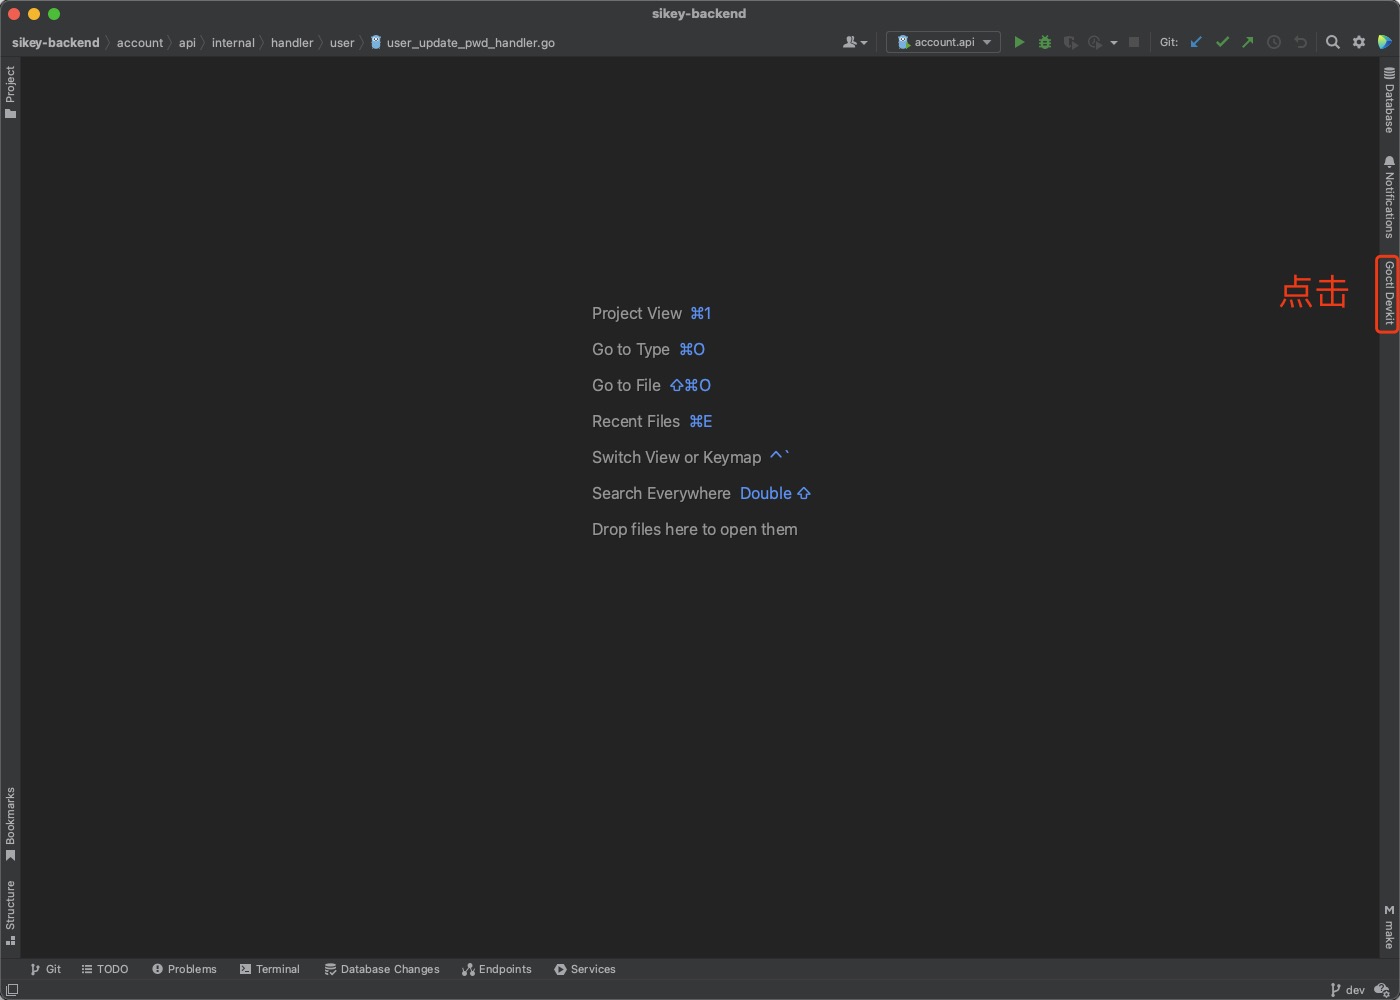 sikey-backend
sikey-backend account api internal handler user user_update_pwd_handler.go
account.api
Git:
Project
Database
Notifications
Goctl Devkit
点击
Project View ⌘1
Go to Type ⌘O
Go to File ⇧⌘O
Recent Files ⌘E
Switch View or Keymap ^`
Search Everywhere Double ⇧
Drop files here to open them
Bookmarks
Structure
M make
Git TODO Problems Terminal Database Changes Endpoints Services
dev